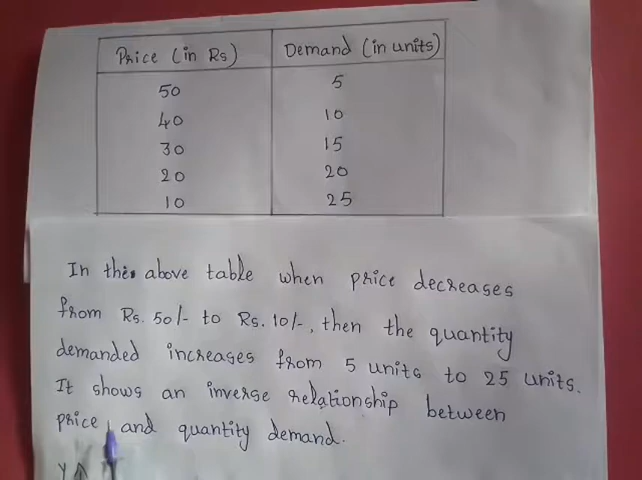 Price (in Rs) Demand (in units)
50 5
40 10
30 15
20 20
10 25
In the above table when price decreases
from Rs. 50/- to Rs. 10/-, then the quantity
demanded increases from 5 units to 25 units.
It shows an inverse relationship between
price and quantity demand.
Y